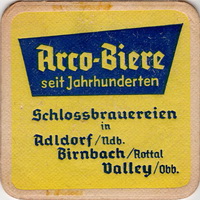 Arco-Biere
seit Jahrhunderten
Schlossbrauereien
in
Adldorf/Ndb.
Birnbach/Rottal
Valley/Obb.